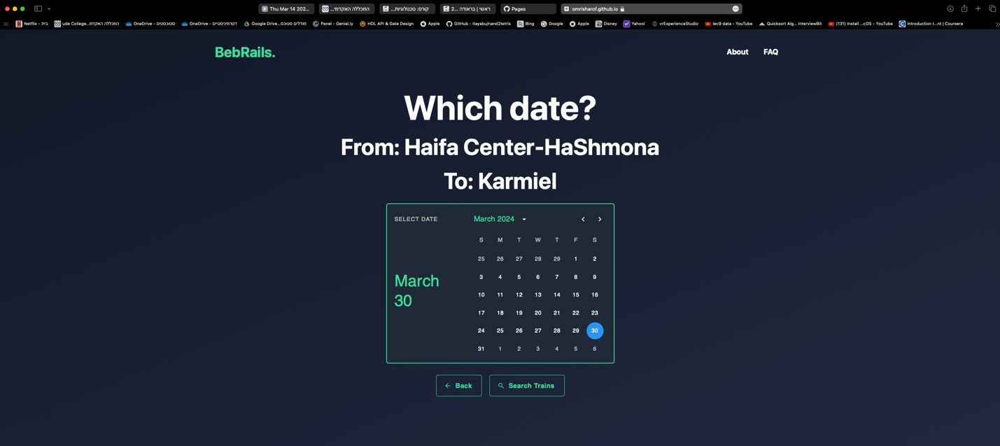 Thu Mar 14 202...
המכללה האקדמי...
קורס: טכנולוגיות...
ראשי | בראודה ...2
Pages
omrisharof.github.io
Netflix - בית
ude College...המכללה האקדמ
OneDrive - סטטוכסטים
OneDrive - דטרמיניסטיים
Google Drive...מודלים סטוכס
Panel - Genial.ly
HDL API & Gate Design
Apple
GitHub - itayabu/nand2tetris
Bing
Google
Apple
Disney
Yahoo!
vrExperienceStudio
lec9 data - YouTube
Quicksort Alg... InterviewBit
(131) Install ...cOS - YouTube
Introduction t...nt | Coursera
BebRails.
About
FAQ
Which date?
From: Haifa Center-HaShmona
To: Karmiel
SELECT DATE
March 30
March 2024
S M T W T F S
25 26 27 28 29 1 2
3 4 5 6 7 8 9
10 11 12 13 14 15 16
17 18 19 20 21 22 23
24 25 26 27 28 29 30
31 1 2 3 4 5 6
Back
Search Trains